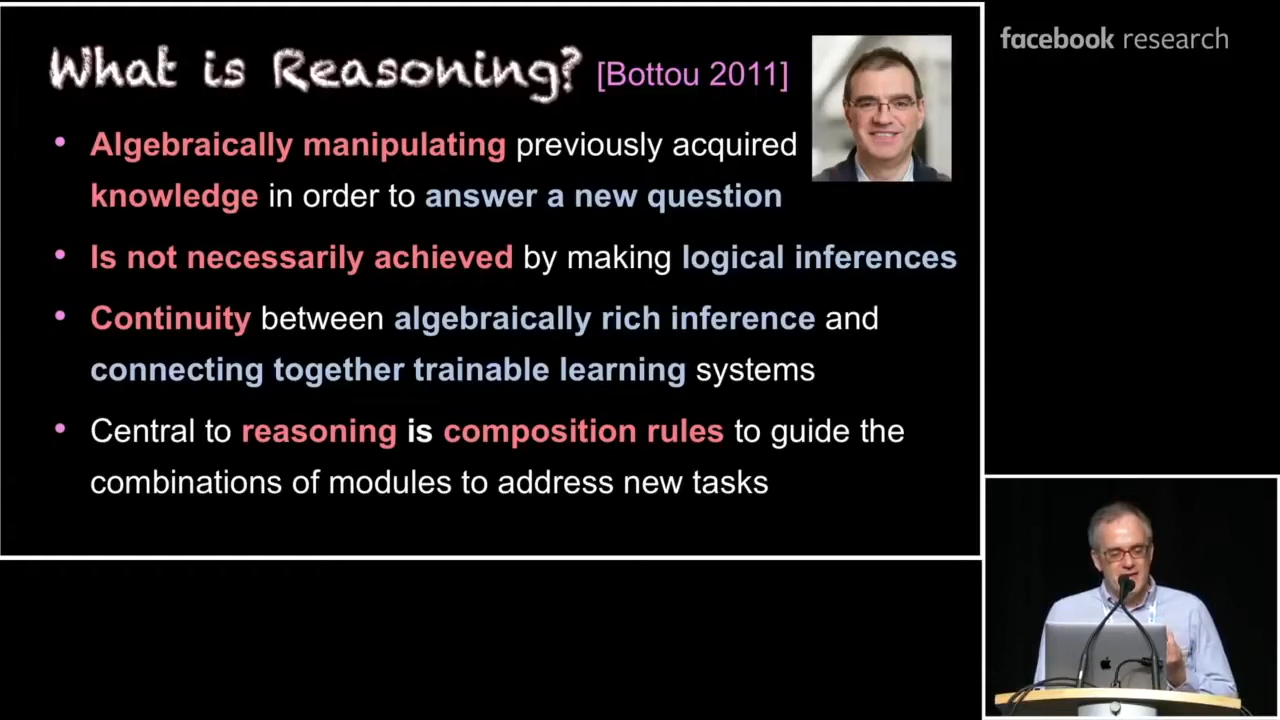 What is Reasoning? [Bottou 2011]
facebook research
• Algebraically manipulating previously acquired
knowledge in order to answer a new question
• Is not necessarily achieved by making logical inferences
• Continuity between algebraically rich inference and
connecting together trainable learning systems
• Central to reasoning is composition rules to guide the
combinations of modules to address new tasks